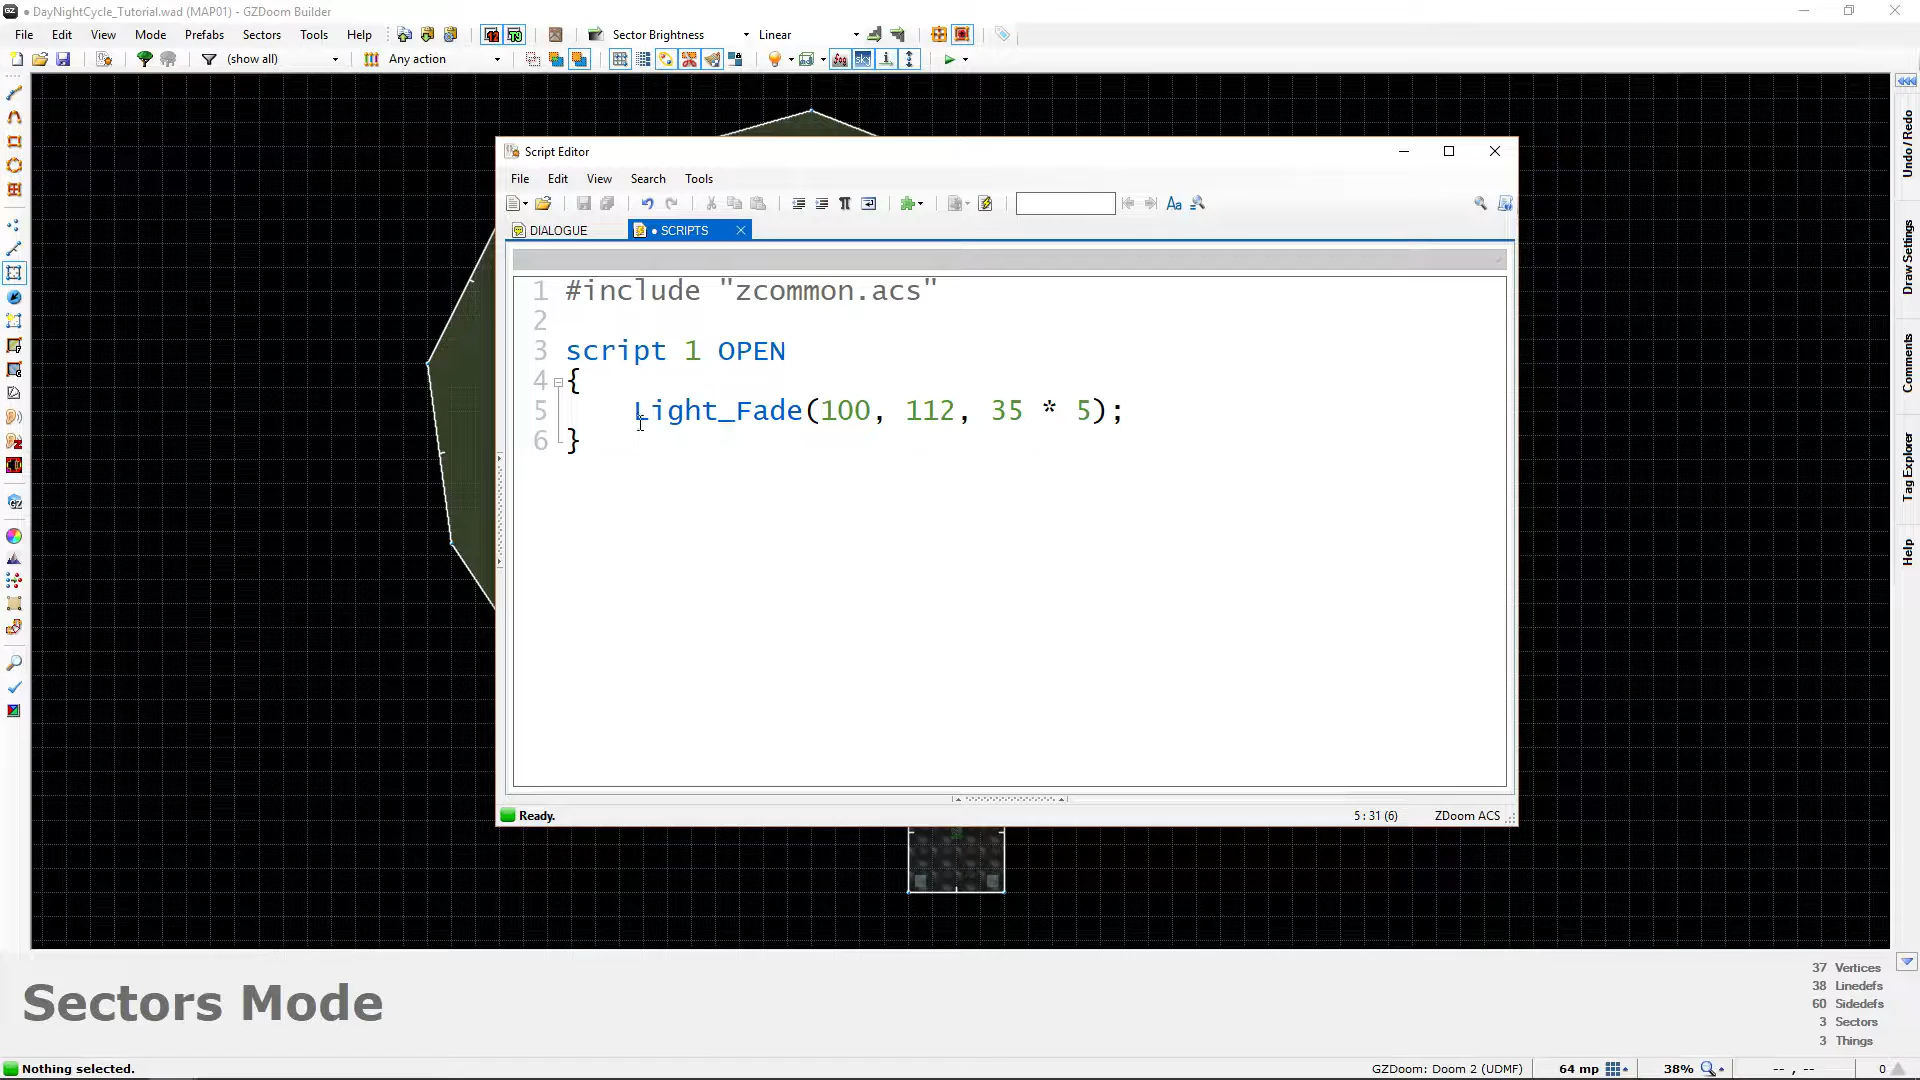 DayNightCycle_Tutorial.wad (MAP01) - GZDoom Builder
File Edit View Mode Prefabs Sectors Tools Help Sector Brightness Linear
(show all) Any action
Script Editor
File Edit View Search Tools
DIALOGUE SCRIPTS
1 #include "zcommon.acs"
2
3 script 1 OPEN
4 {
5 Light_Fade(100, 112, 35 * 5);
6 }
Ready. 5 : 31 (6) ZDoom ACS
Undo / Redo
Draw Settings
Comments
Tag Explorer
Help
Sectors Mode
37 Vertices
38 Linedefs
60 Sidedefs
3 Sectors
3 Things
Nothing selected. GZDoom: Doom 2 (UDMF) 64 mp 38% -- , -- 0